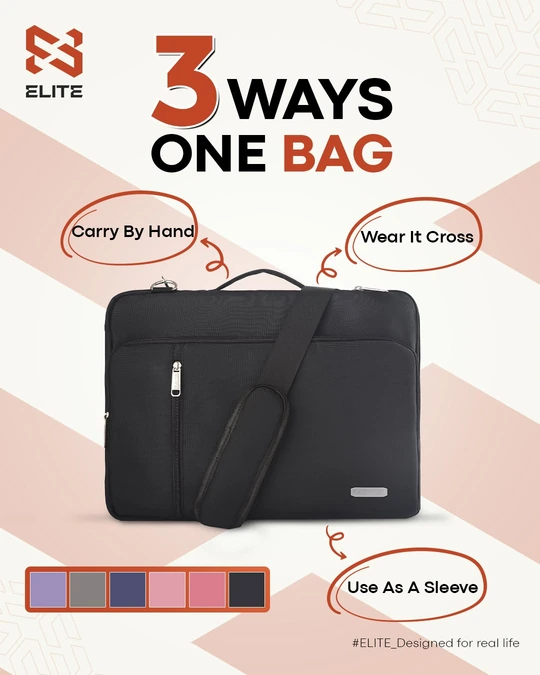 ELITE
3 WAYS
ONE BAG
Carry By Hand
Wear It Cross
Use As A Sleeve
#ELITE_Designed for real life